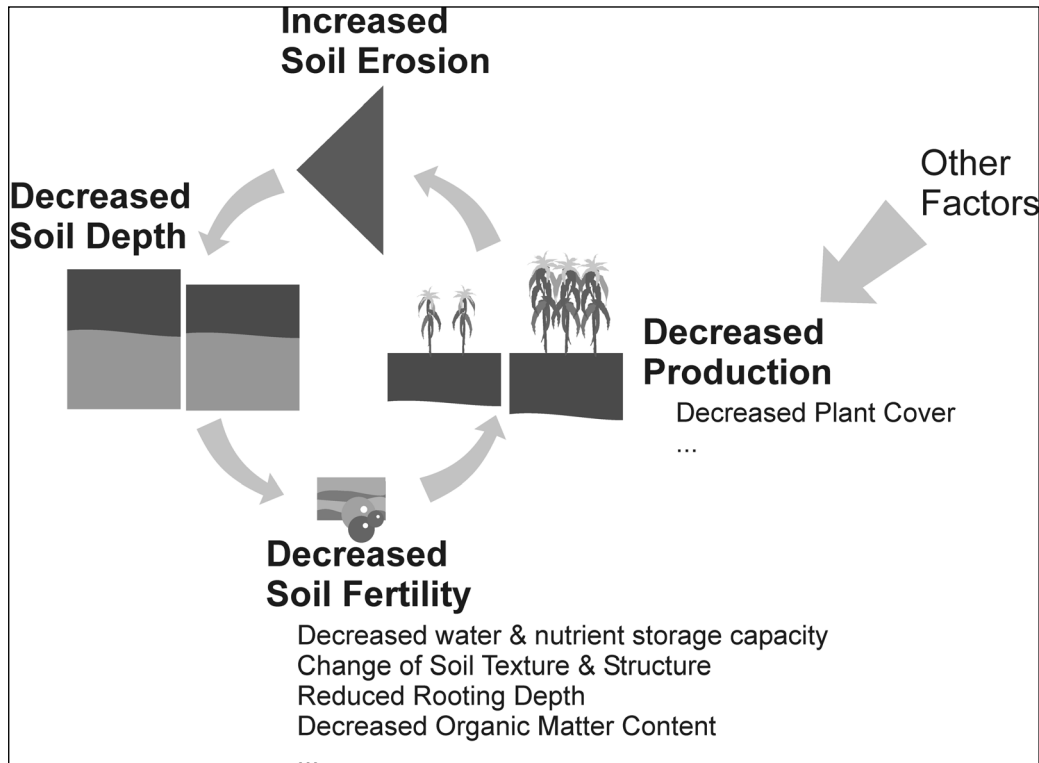 Increased
Soil Erosion
Other
Factors
Decreased
Soil Depth
Decreased
Production
Decreased Plant Cover
...
Decreased
Soil Fertility
Decreased water & nutrient storage capacity
Change of Soil Texture & Structure
Reduced Rooting Depth
Decreased Organic Matter Content
...